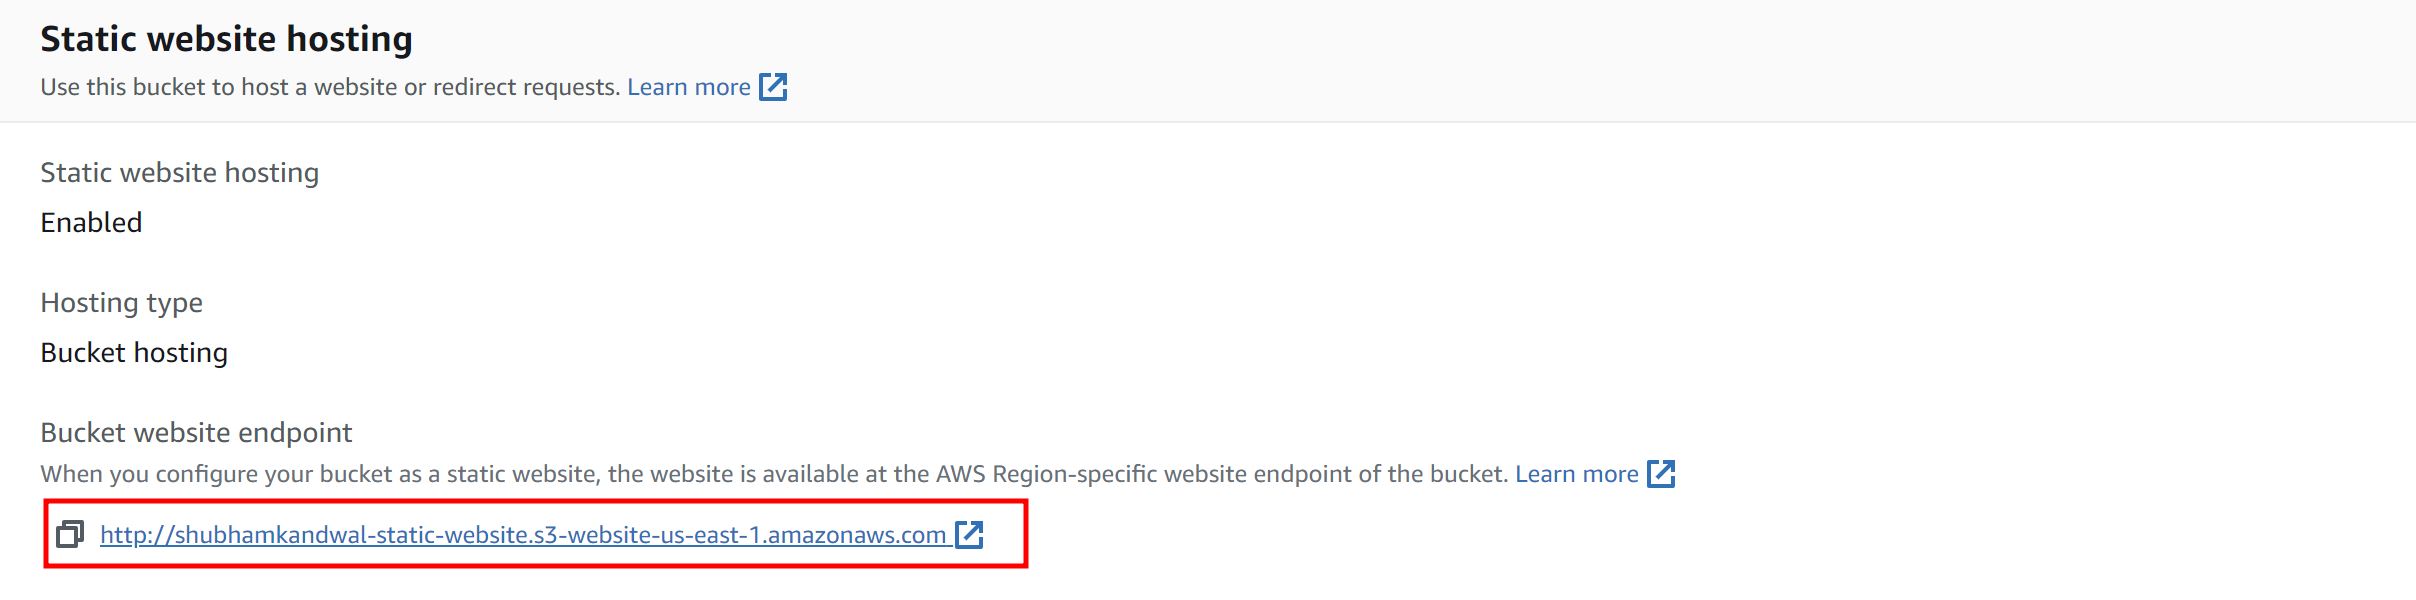 Static website hosting
Use this bucket to host a website or redirect requests. Learn more
Static website hosting
Enabled
Hosting type
Bucket hosting
Bucket website endpoint
When you configure your bucket as a static website, the website is available at the AWS Region-specific website endpoint of the bucket. Learn more
http://shubhamkandwal-static-website.s3-website-us-east-1.amazonaws.com